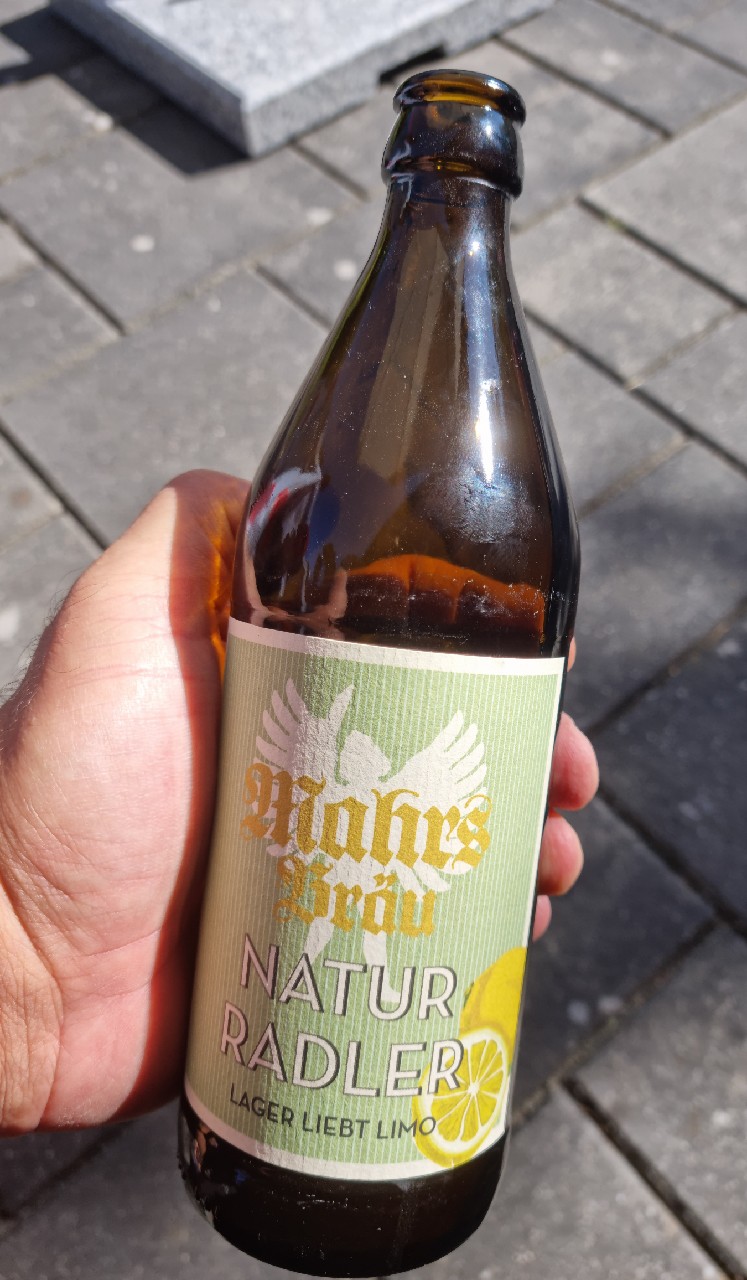 Mahrs
Bräu
NATUR
RADLER
LAGER LIEBT LIMO